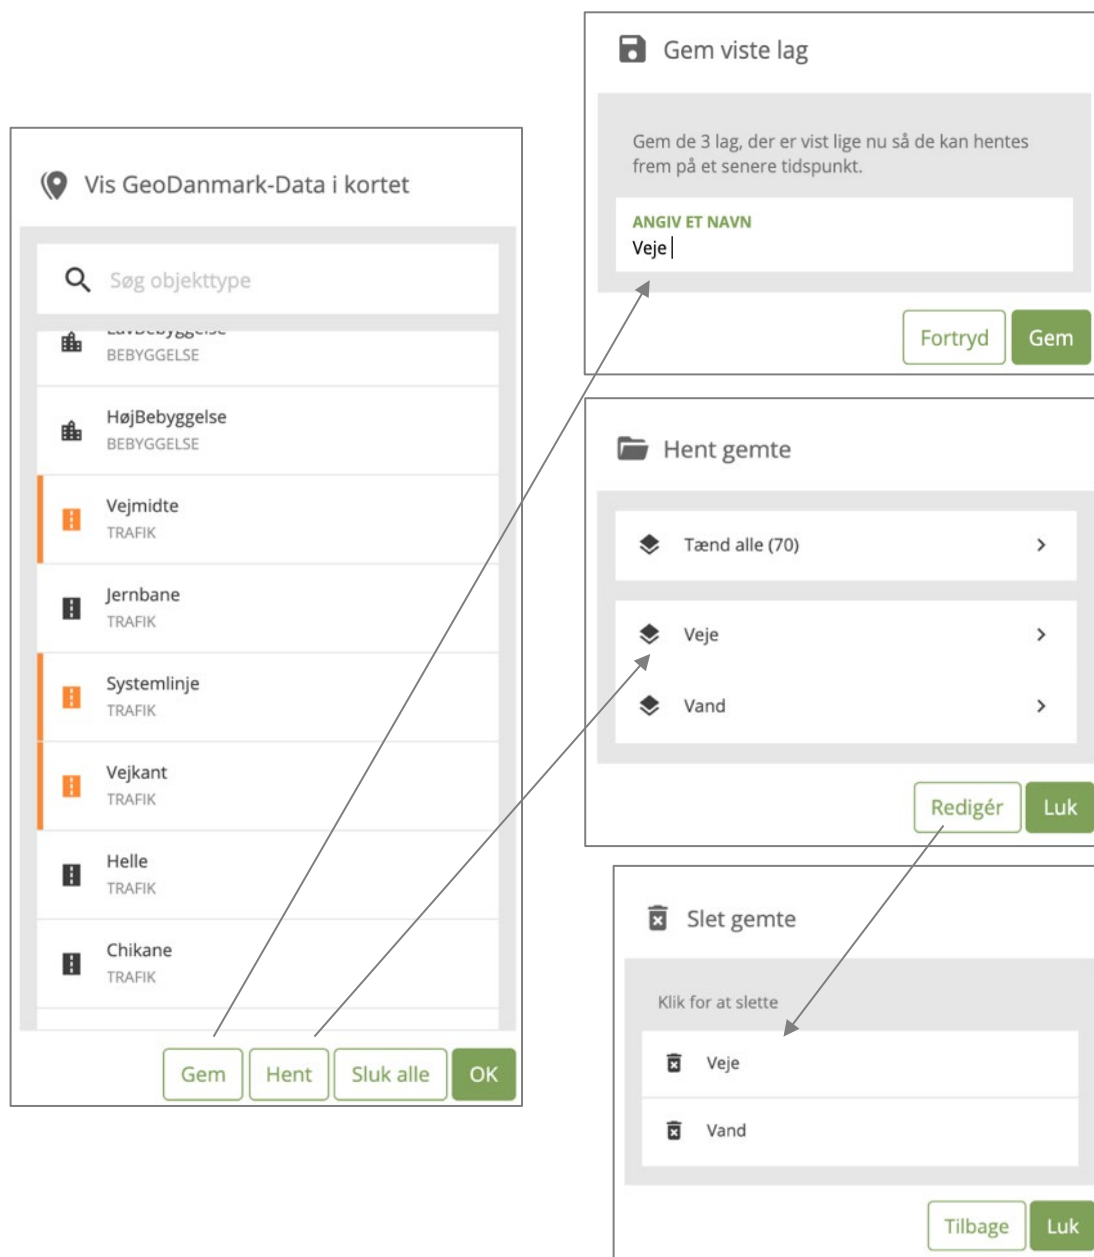 Vis GeoDanmark-Data i kortet
Søg objekttype
BEBYGGELSE
HøjBebyggelse
BEBYGGELSE
Vejmidte
TRAFIK
Jernbane
TRAFIK
Systemlinje
TRAFIK
Vejkant
TRAFIK
Helle
TRAFIK
Chikane
TRAFIK
Gem
Hent
Sluk alle
OK
Gem viste lag
Gem de 3 lag, der er vist lige nu så de kan hentes
frem på et senere tidspunkt.
ANGIV ET NAVN
Veje
Fortryd
Gem
Hent gemte
Tænd alle (70)
Veje
Vand
Redigér
Luk
Slet gemte
Klik for at slette
Veje
Vand
Tilbage
Luk